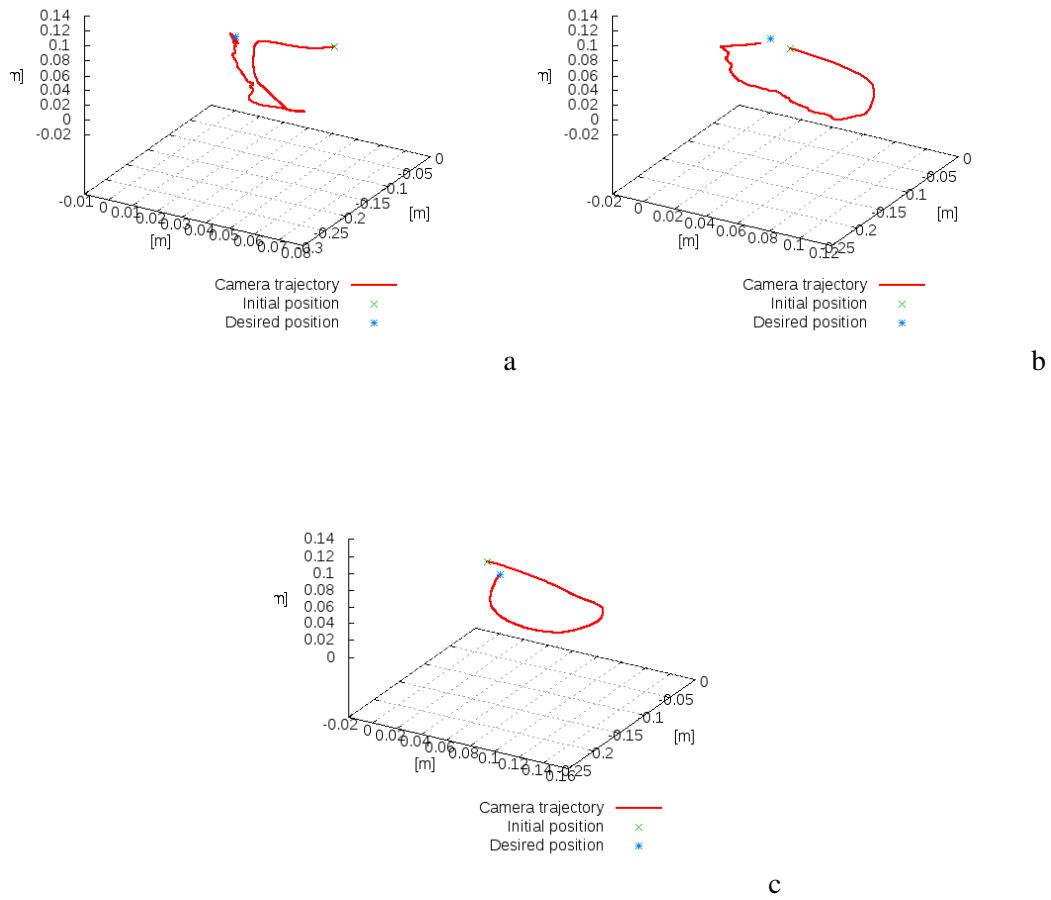 0.14
0.12
0.1
0.08
0.06
0.04
0.02
0
-0.02
m]
-0.01 0 0.01 0.02 0.03 0.04 0.05 0.06 0.07 0.08
[m]
-0.3 -0.25 -0.2 -0.15 -0.1 -0.05 0
[m]
Camera trajectory
Initial position
Desired position
a
0.14
0.12
0.1
0.08
0.06
0.04
0.02
0
-0.02
m]
-0.02 0 0.02 0.04 0.06 0.08 0.1 0.12
[m]
-0.25 -0.2 -0.15 -0.1 -0.05 0
[m]
Camera trajectory
Initial position
Desired position
b
0.14
0.12
0.1
0.08
0.06
0.04
0.02
0
m]
-0.02 0 0.02 0.04 0.06 0.08 0.1 0.12 0.14 0.16
[m]
-0.25 -0.2 -0.15 -0.1 -0.05 0
[m]
Camera trajectory
Initial position
Desired position
c